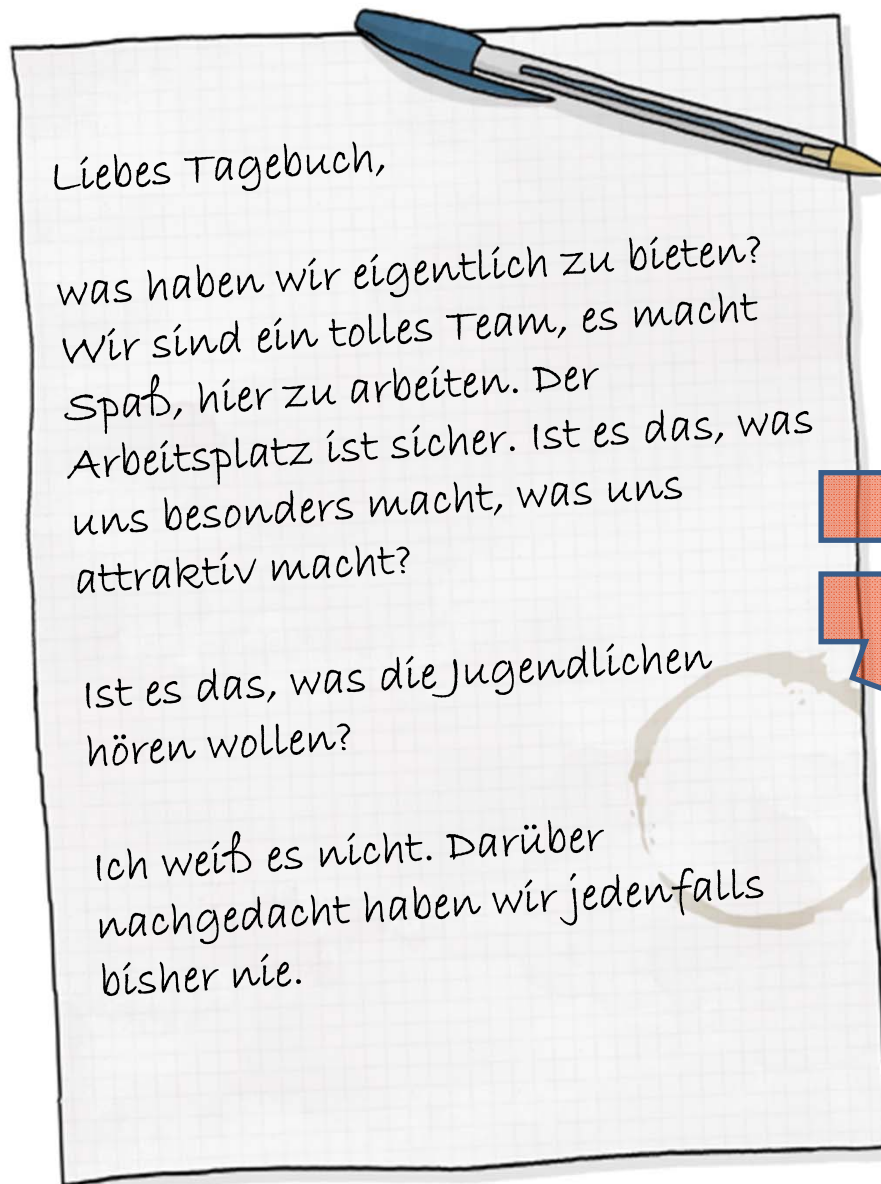 Liebes Tagebuch,
was haben wir eigentlich zu bieten?
Wir sind ein tolles Team, es macht
Spaß, hier zu arbeiten. Der
Arbeitsplatz ist sicher. Ist es das, was
uns besonders macht, was uns
attraktiv macht?
Ist es das, was die Jugendlichen
hören wollen?
Ich weiß es nicht. Darüber
nachgedacht haben wir jedenfalls
bisher nie.